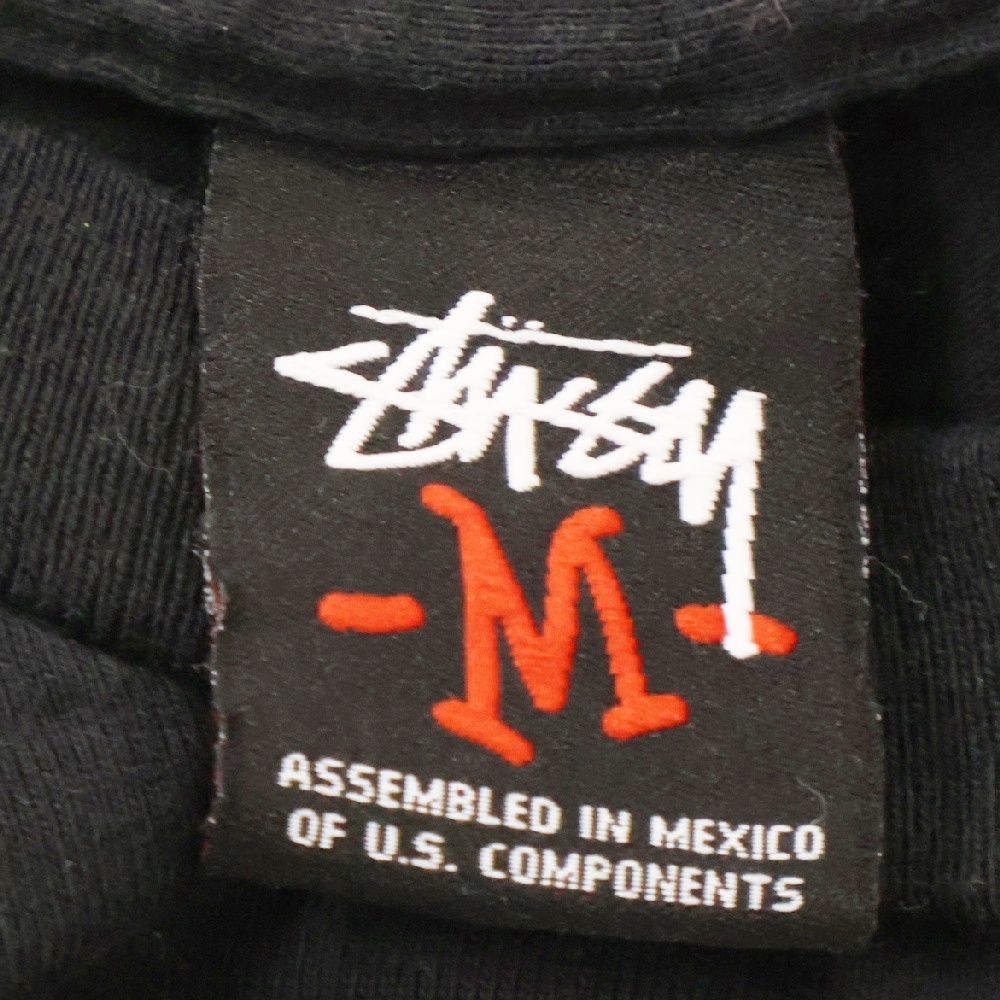 Stüssy
-M-
ASSEMBLED IN MEXICO
OF U.S. COMPONENTS